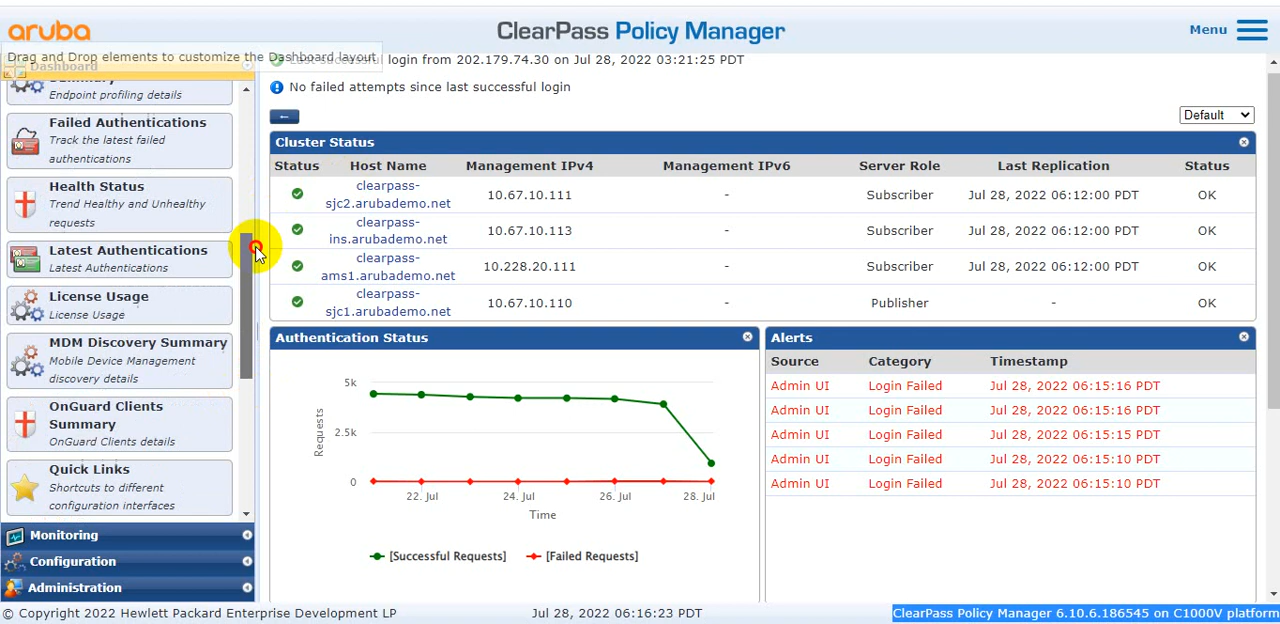 aruba
ClearPass Policy Manager
Menu
Drag and Drop elements to customize the Dashboard layout
Dashboard
login from 202.179.74.30 on Jul 28, 2022 03:21:25 PDT
No failed attempts since last successful login
Default
Summary
Endpoint profiling details
Failed Authentications
Track the latest failed
authentications
Health Status
Trend Healthy and Unhealthy
requests
Latest Authentications
Latest Authentications
License Usage
License Usage
MDM Discovery Summary
Mobile Device Management
discovery details
OnGuard Clients
Summary
OnGuard Clients details
Quick Links
Shortcuts to different
configuration interfaces
Monitoring
Configuration
Administration
Cluster Status
Status Host Name Management IPv4 Management IPv6 Server Role Last Replication Status
clearpass-
sjc2.arubademo.net 10.67.10.111 - Subscriber Jul 28, 2022 06:12:00 PDT OK
clearpass-
ins.arubademo.net 10.67.10.113 - Subscriber Jul 28, 2022 06:12:00 PDT OK
clearpass-
ams1.arubademo.net 10.228.20.111 - Subscriber Jul 28, 2022 06:12:00 PDT OK
clearpass-
sjc1.arubademo.net 10.67.10.110 - Publisher - OK
Authentication Status
5k
2.5k
0
Requests
22. Jul 24. Jul 26. Jul 28. Jul
Time
[Successful Requests] [Failed Requests]
Alerts
Source Category Timestamp
Admin UI Login Failed Jul 28, 2022 06:15:16 PDT
Admin UI Login Failed Jul 28, 2022 06:15:16 PDT
Admin UI Login Failed Jul 28, 2022 06:15:15 PDT
Admin UI Login Failed Jul 28, 2022 06:15:10 PDT
Admin UI Login Failed Jul 28, 2022 06:15:10 PDT
© Copyright 2022 Hewlett Packard Enterprise Development LP
Jul 28, 2022 06:16:23 PDT
ClearPass Policy Manager 6.10.6.186545 on C1000V platform